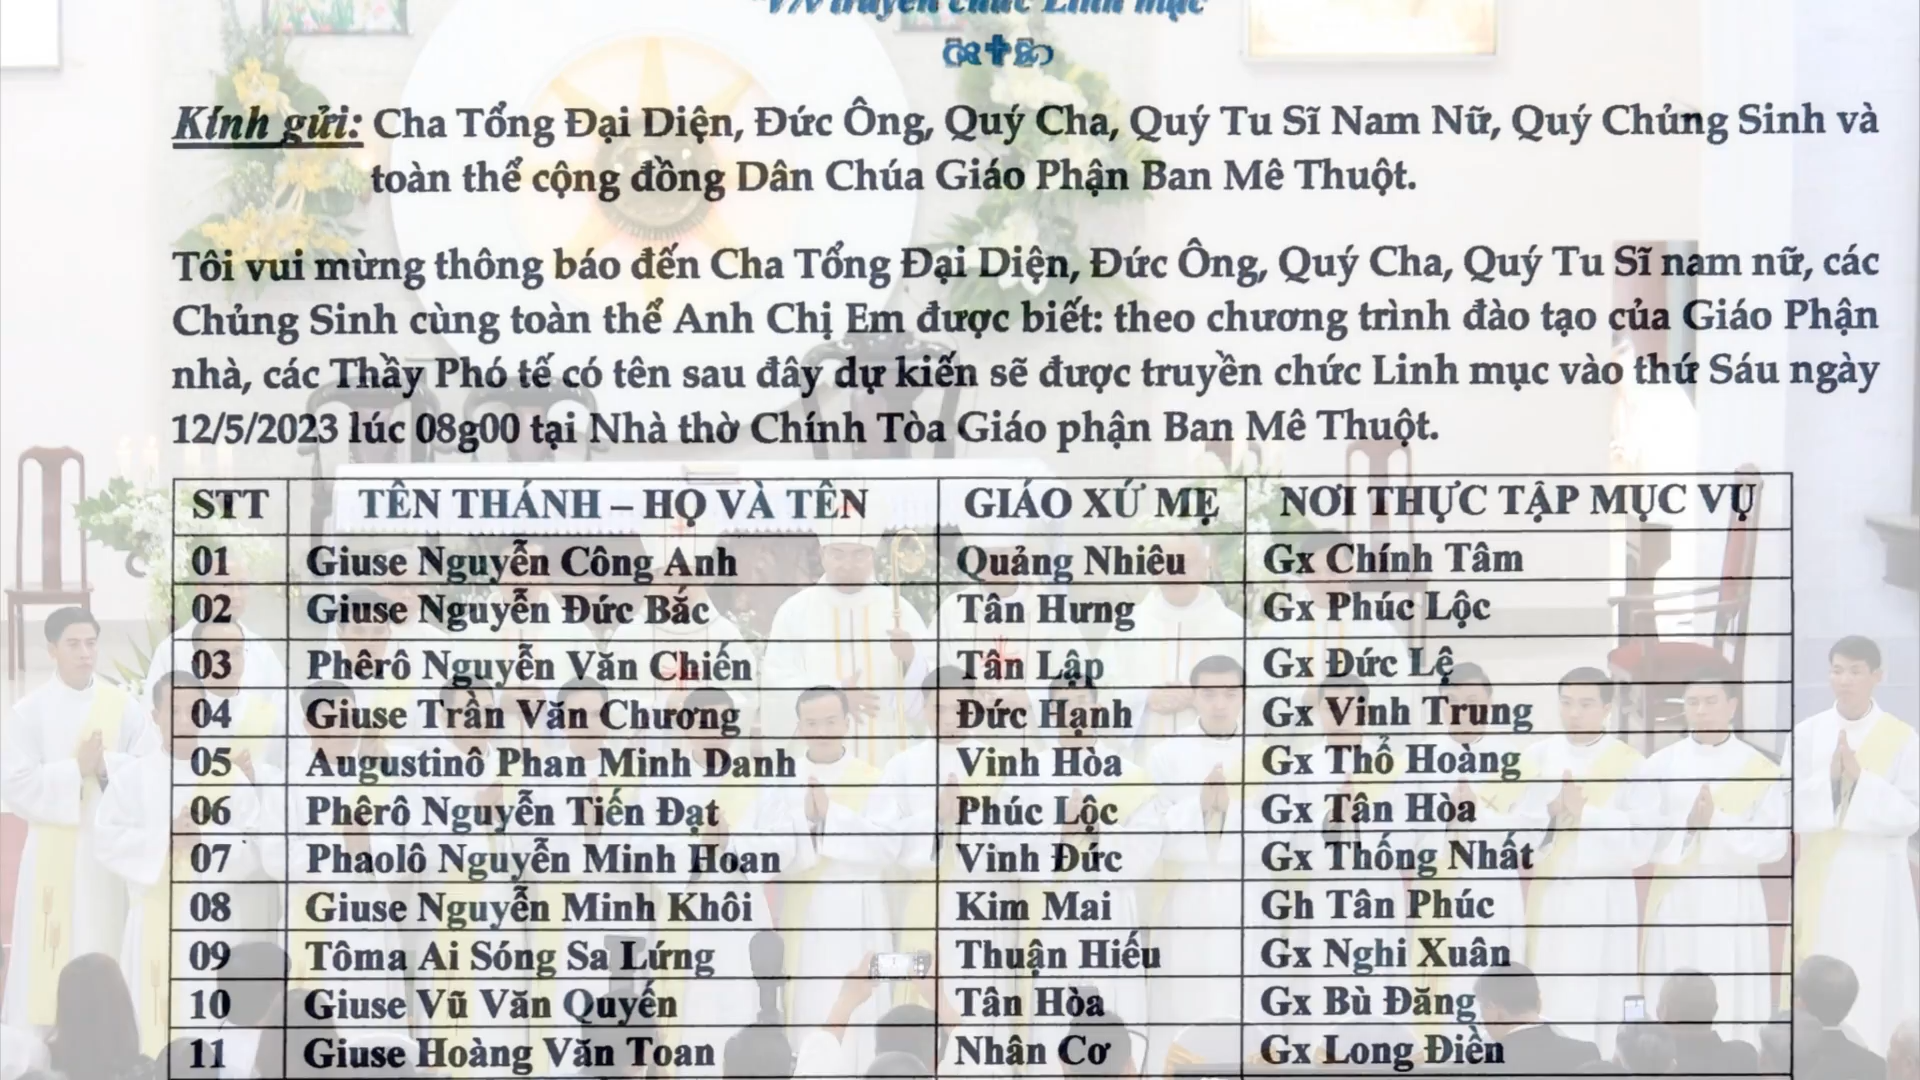 "V/v truyền chức Linh mục"
Kính gửi: Cha Tổng Đại Diện, Đức Ông, Quý Cha, Quý Tu Sĩ Nam Nữ, Quý Chủng Sinh và
toàn thể cộng đồng Dân Chúa Giáo Phận Ban Mê Thuột.
Tôi vui mừng thông báo đến Cha Tổng Đại Diện, Đức Ông, Quý Cha, Quý Tu Sĩ nam nữ, các
Chủng Sinh cùng toàn thể Anh Chị Em được biết: theo chương trình đào tạo của Giáo Phận
nhà, các Thầy Phó tế có tên sau đây dự kiến sẽ được truyền chức Linh mục vào thứ Sáu ngày
12/5/2023 lúc 08g00 tại Nhà thờ Chính Tòa Giáo phận Ban Mê Thuột.
STT TÊN THÁNH – HỌ VÀ TÊN GIÁO XỨ MẸ NƠI THỰC TẬP MỤC VỤ
01 Giuse Nguyễn Công Anh Quảng Nhiêu Gx Chính Tâm
02 Giuse Nguyễn Đức Bắc Tân Hưng Gx Phúc Lộc
03 Phêrô Nguyễn Văn Chiến Tân Lập Gx Đức Lệ
04 Giuse Trần Văn Chương Đức Hạnh Gx Vinh Trung
05 Augustinô Phan Minh Danh Vinh Hòa Gx Thổ Hoàng
06 Phêrô Nguyễn Tiến Đạt Phúc Lộc Gx Tân Hòa
07 Phaolô Nguyễn Minh Hoan Vinh Đức Gx Thống Nhất
08 Giuse Nguyễn Minh Khôi Kim Mai Gh Tân Phúc
09 Tôma Ai Sóng Sa Lứng Thuận Hiếu Gx Nghi Xuân
10 Giuse Vũ Văn Quyến Tân Hòa Gx Bù Đăng
11 Giuse Hoàng Văn Toan Nhân Cơ Gx Long Điền